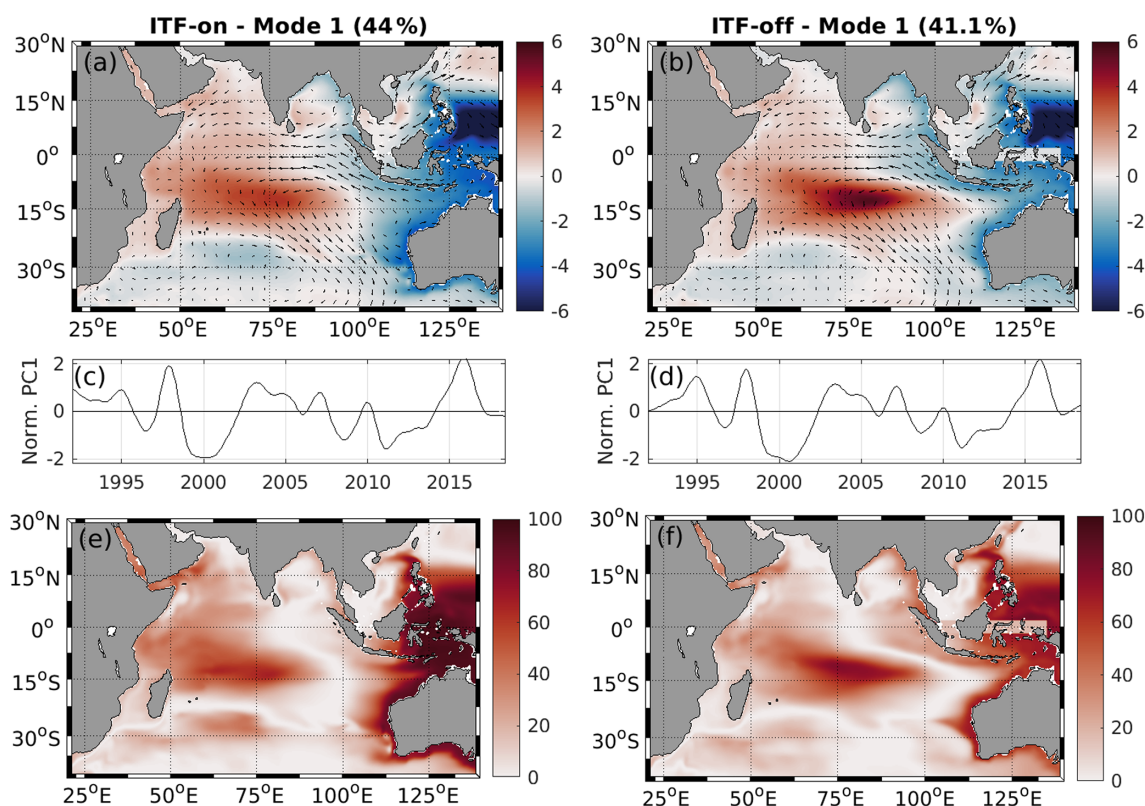 ITF-on - Mode 1 (44%) ITF-off - Mode 1 (41.1%)
(a) (b)
30°N 15°N 0° 15°S 30°S
6 4 2 0 -2 -4 -6
30°N 15°N 0° 15°S 30°S
6 4 2 0 -2 -4 -6
25°E 50°E 75°E 100°E 125°E 25°E 50°E 75°E 100°E 125°E
(c) (d)
Norm. PC1 2 0 -2
Norm. PC1 2 0 -2
1995 2000 2005 2010 2015 1995 2000 2005 2010 2015
(e) (f)
30°N 15°N 0° 15°S 30°S
100 80 60 40 20 0
30°N 15°N 0° 15°S 30°S
100 80 60 40 20 0
25°E 50°E 75°E 100°E 125°E 25°E 50°E 75°E 100°E 125°E